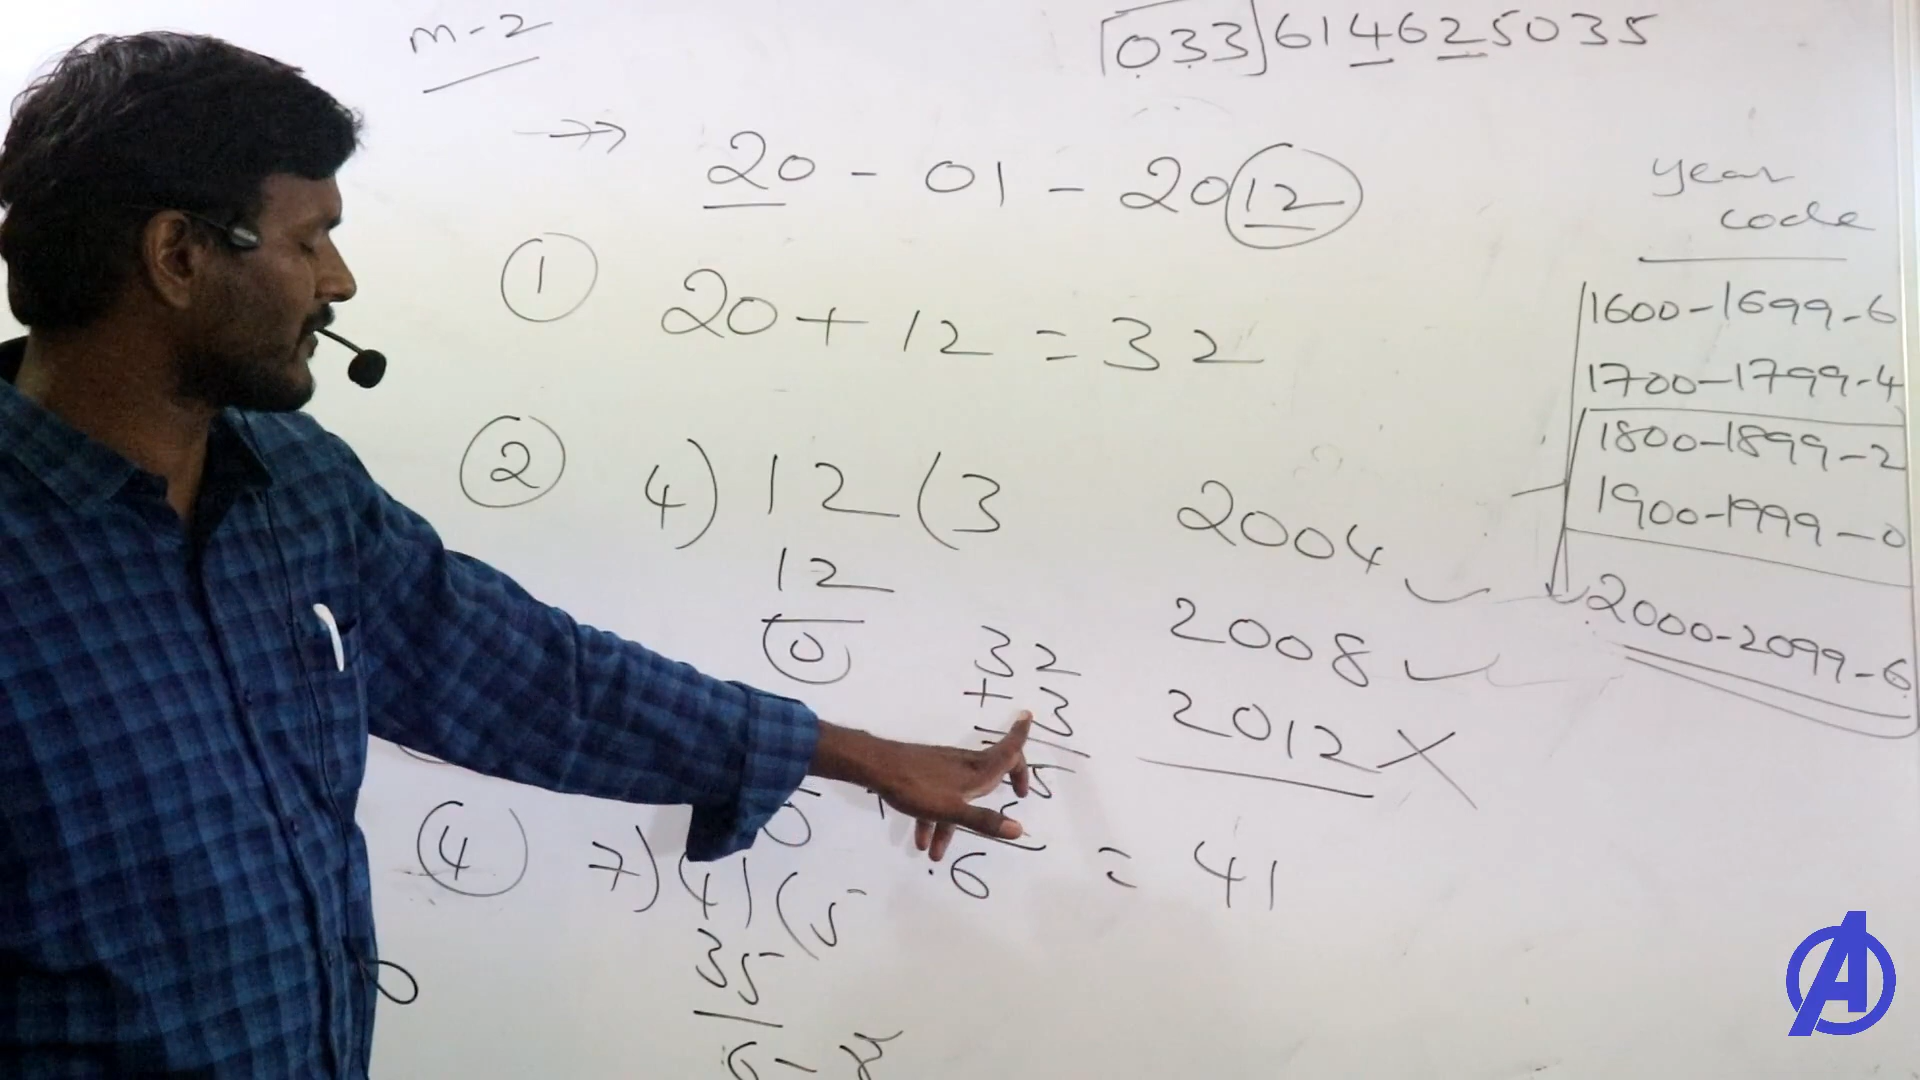 m-2
033 614625035
20 - 01 - 2012
① 20 + 12 = 32
② 4) 12 (3
12
0
32
+ 3
2004 ✓
2008 ✓
2012 X
6 = 41
④ 7) 41 (5
35
6 -
year
code
1600-1699-6
1700-1799-4
1800-1899-2
1900-1999-0
2000-2099-6
A